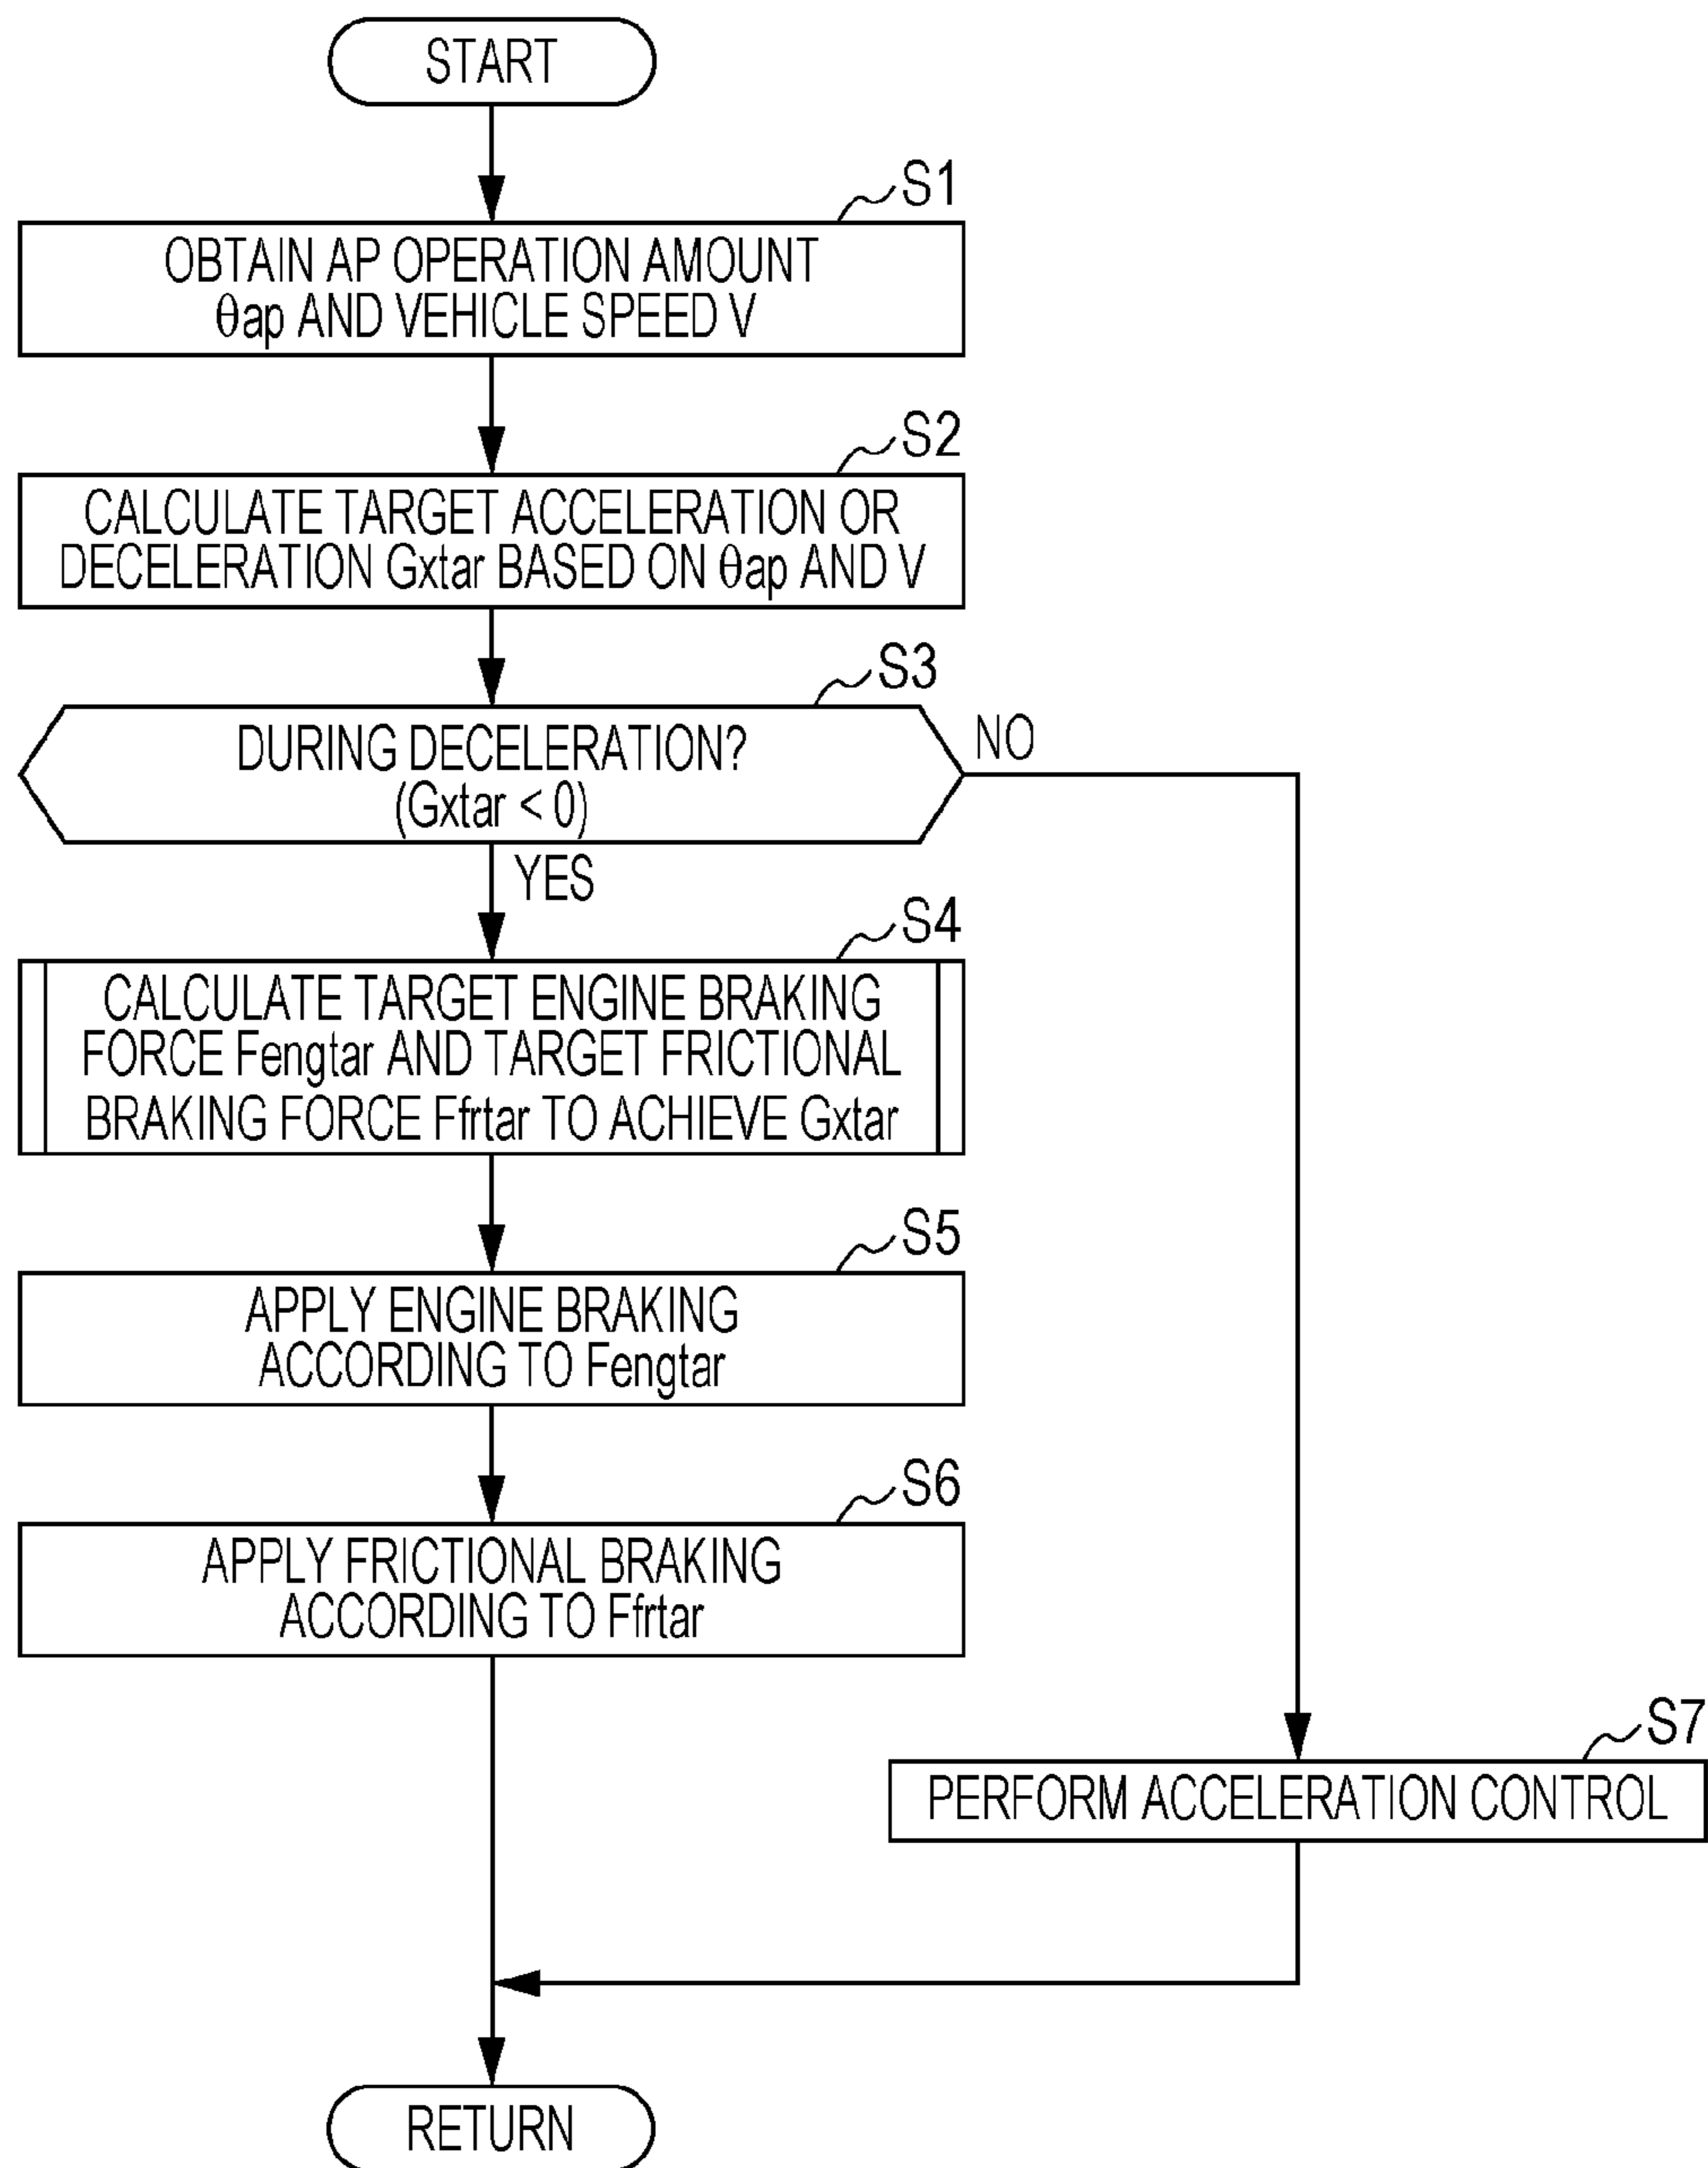 START
S1
OBTAIN AP OPERATION AMOUNT
θap AND VEHICLE SPEED V
S2
CALCULATE TARGET ACCELERATION OR
DECELERATION Gxtar BASED ON θap AND V
S3
DURING DECELERATION?
(Gxtar < 0)
NO
YES
S4
CALCULATE TARGET ENGINE BRAKING
FORCE Fengtar AND TARGET FRICTIONAL
BRAKING FORCE Ffrtar TO ACHIEVE Gxtar
S5
APPLY ENGINE BRAKING
ACCORDING TO Fengtar
S6
APPLY FRICTIONAL BRAKING
ACCORDING TO Ffrtar
S7
PERFORM ACCELERATION CONTROL
RETURN